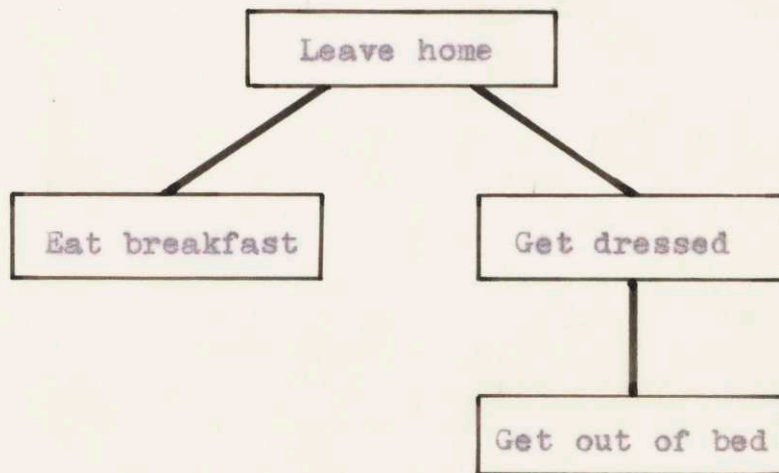 Leave home
Eat breakfast
Get dressed
Get out of bed